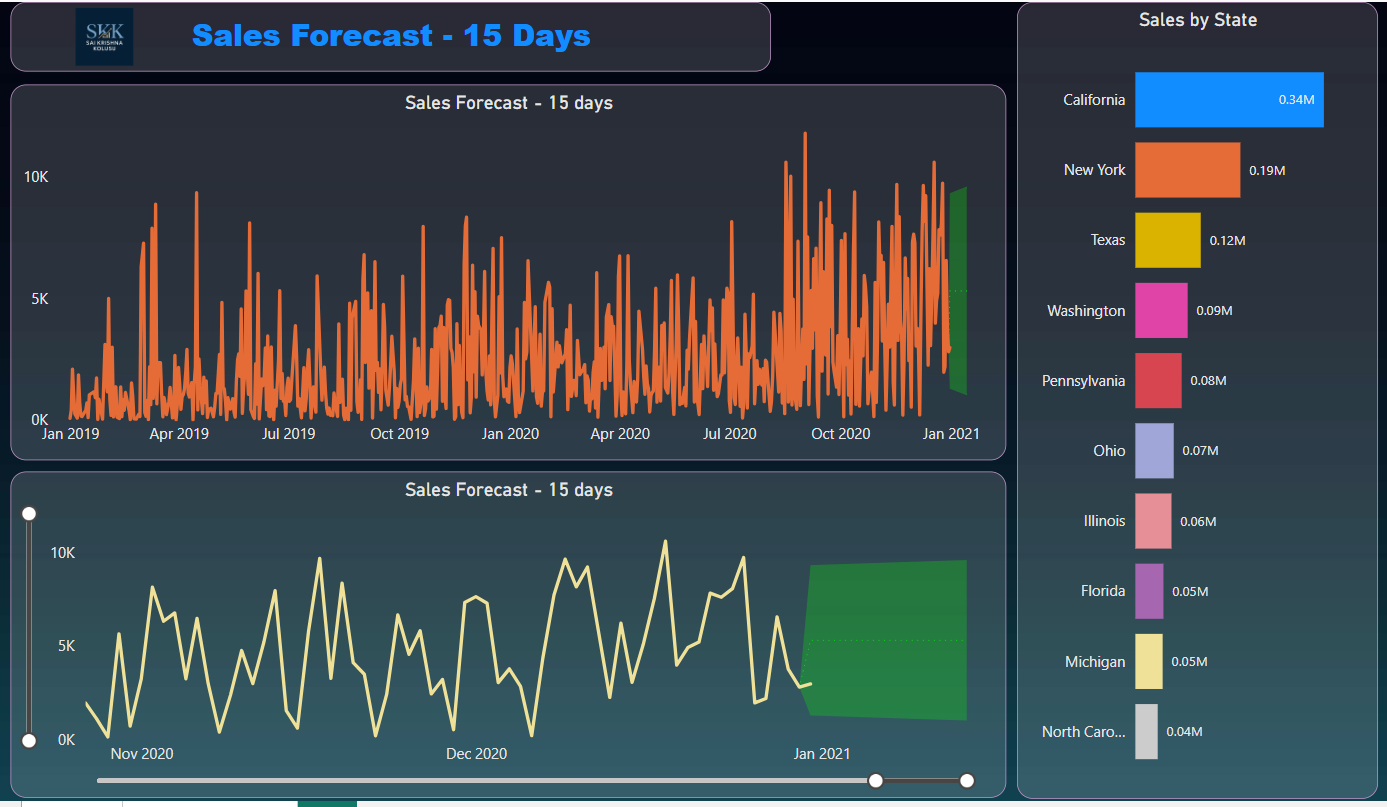 SKK
SAI KRISHNA
KOLUSU
Sales Forecast - 15 Days
Sales Forecast - 15 days
10K
5K
0K
Jan 2019 Apr 2019 Jul 2019 Oct 2019 Jan 2020 Apr 2020 Jul 2020 Oct 2020 Jan 2021
Sales Forecast - 15 days
10K
5K
0K
Nov 2020 Dec 2020 Jan 2021
Sales by State
California 0.34M
New York 0.19M
Texas 0.12M
Washington 0.09M
Pennsylvania 0.08M
Ohio 0.07M
Illinois 0.06M
Florida 0.05M
Michigan 0.05M
North Caro... 0.04M